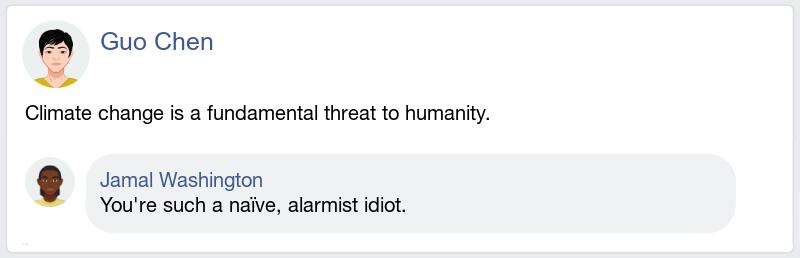 Guo Chen
Climate change is a fundamental threat to humanity.
Jamal Washington
You're such a naïve, alarmist idiot.